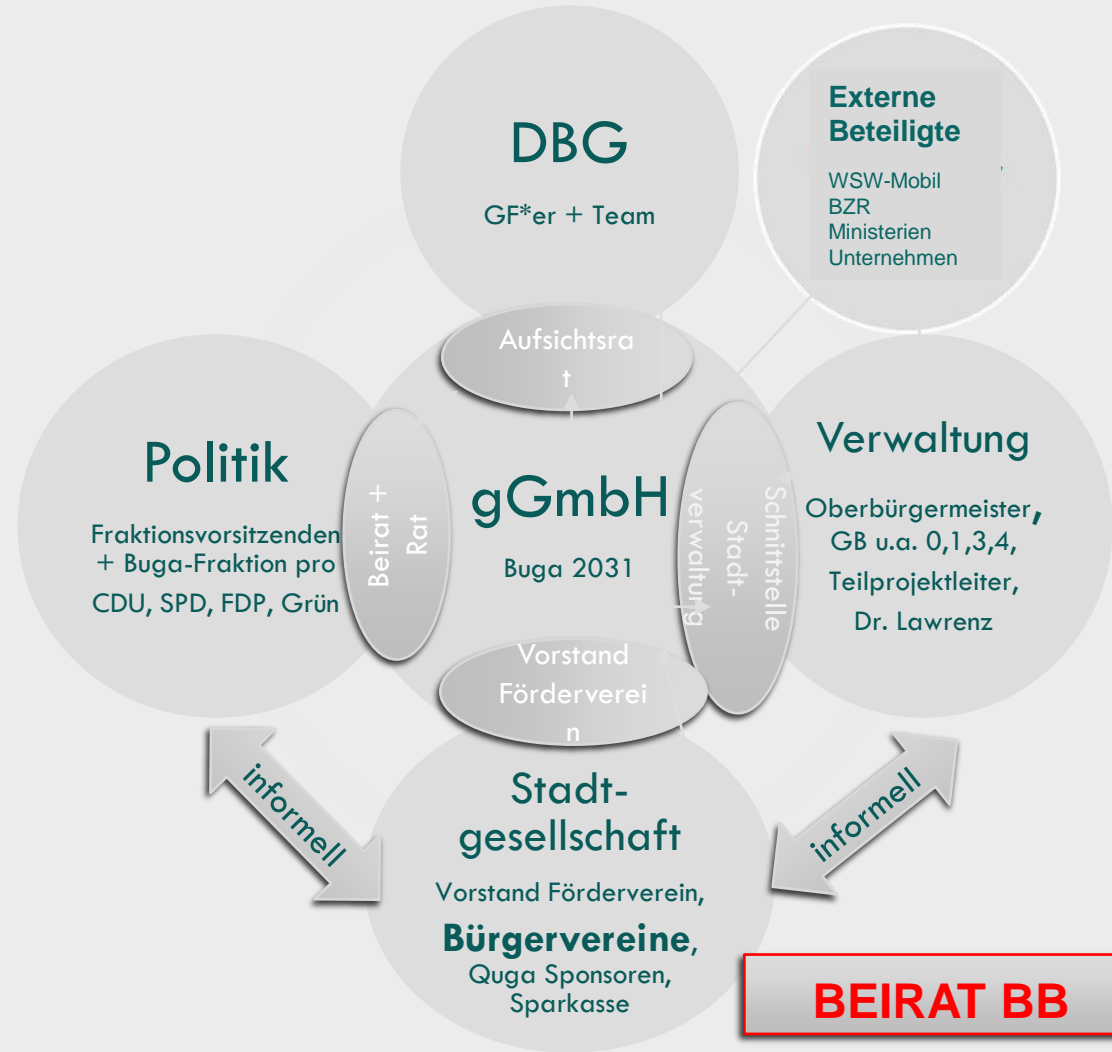 DBG
GF*er + Team
Externe
Beteiligte
WSW-Mobil
BZR
Ministerien
Unternehmen
Aufsichtsra
t
Politik
Fraktionsvorsitzenden
+ Buga-Fraktion pro
CDU, SPD, FDP, Grün
Beirat +
Rat
gGmbH
Buga 2031
Schnittstelle
Stadt-
verwaltung
Verwaltung
Oberbürgermeister,
GB u.a. 0,1,3,4,
Teilprojektleiter,
Dr. Lawrenz
Vorstand
Förderverei
n
informell
informell
Stadt-
gesellschaft
Vorstand Förderverein,
Bürgervereine,
Quga Sponsoren,
Sparkasse
BEIRAT BB